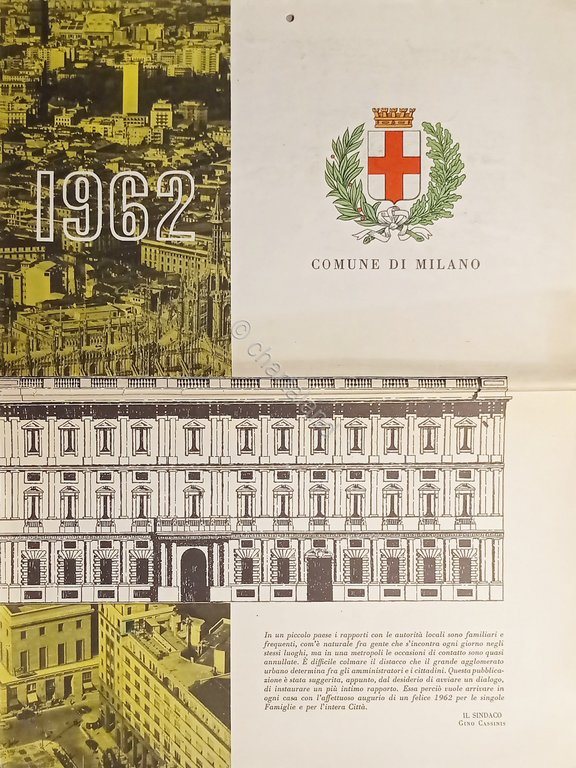 1962
COMUNE DI MILANO
In un piccolo paese i rapporti con le autorità locali sono familiari e
frequenti, com'è naturale fra gente che s'incontra ogni giorno negli
stessi luoghi, ma in una metropoli le occasioni di contatto sono quasi
annullate. È difficile colmare il distacco che il grande agglomerato
urbano determina fra gli amministratori e i cittadini. Questa pubblica-
zione è stata suggerita, appunto, dal desiderio di avviare un dialogo,
di instaurare un più intimo rapporto. Essa perciò vuole arrivare in
ogni casa con l'affettuoso augurio di un felice 1962 per le singole
Famiglie e per l'intera Città.
IL SINDACO
Gino Cassinis